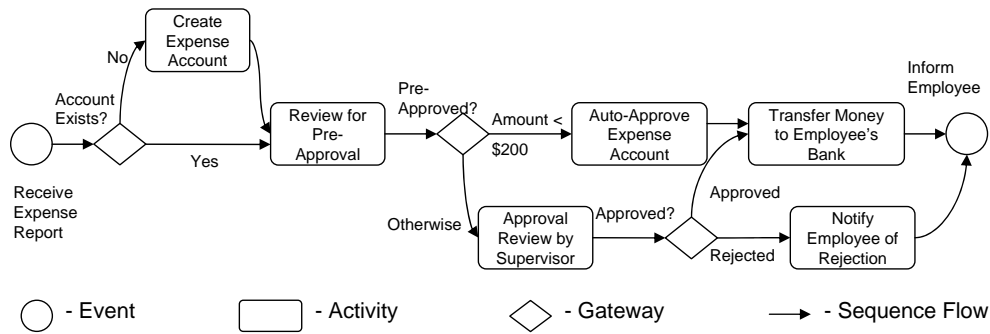 Create
Expense
Account
No
Account
Exists?
Yes
Receive
Expense
Report
Review for
Pre-
Approval
Pre-
Approved?
Amount <
$200
Otherwise
Auto-Approve
Expense
Account
Approval
Review by
Supervisor
Approved?
Approved
Rejected
Transfer Money
to Employee's
Bank
Notify
Employee of
Rejection
Inform
Employee
- Event
- Activity
- Gateway
- Sequence Flow